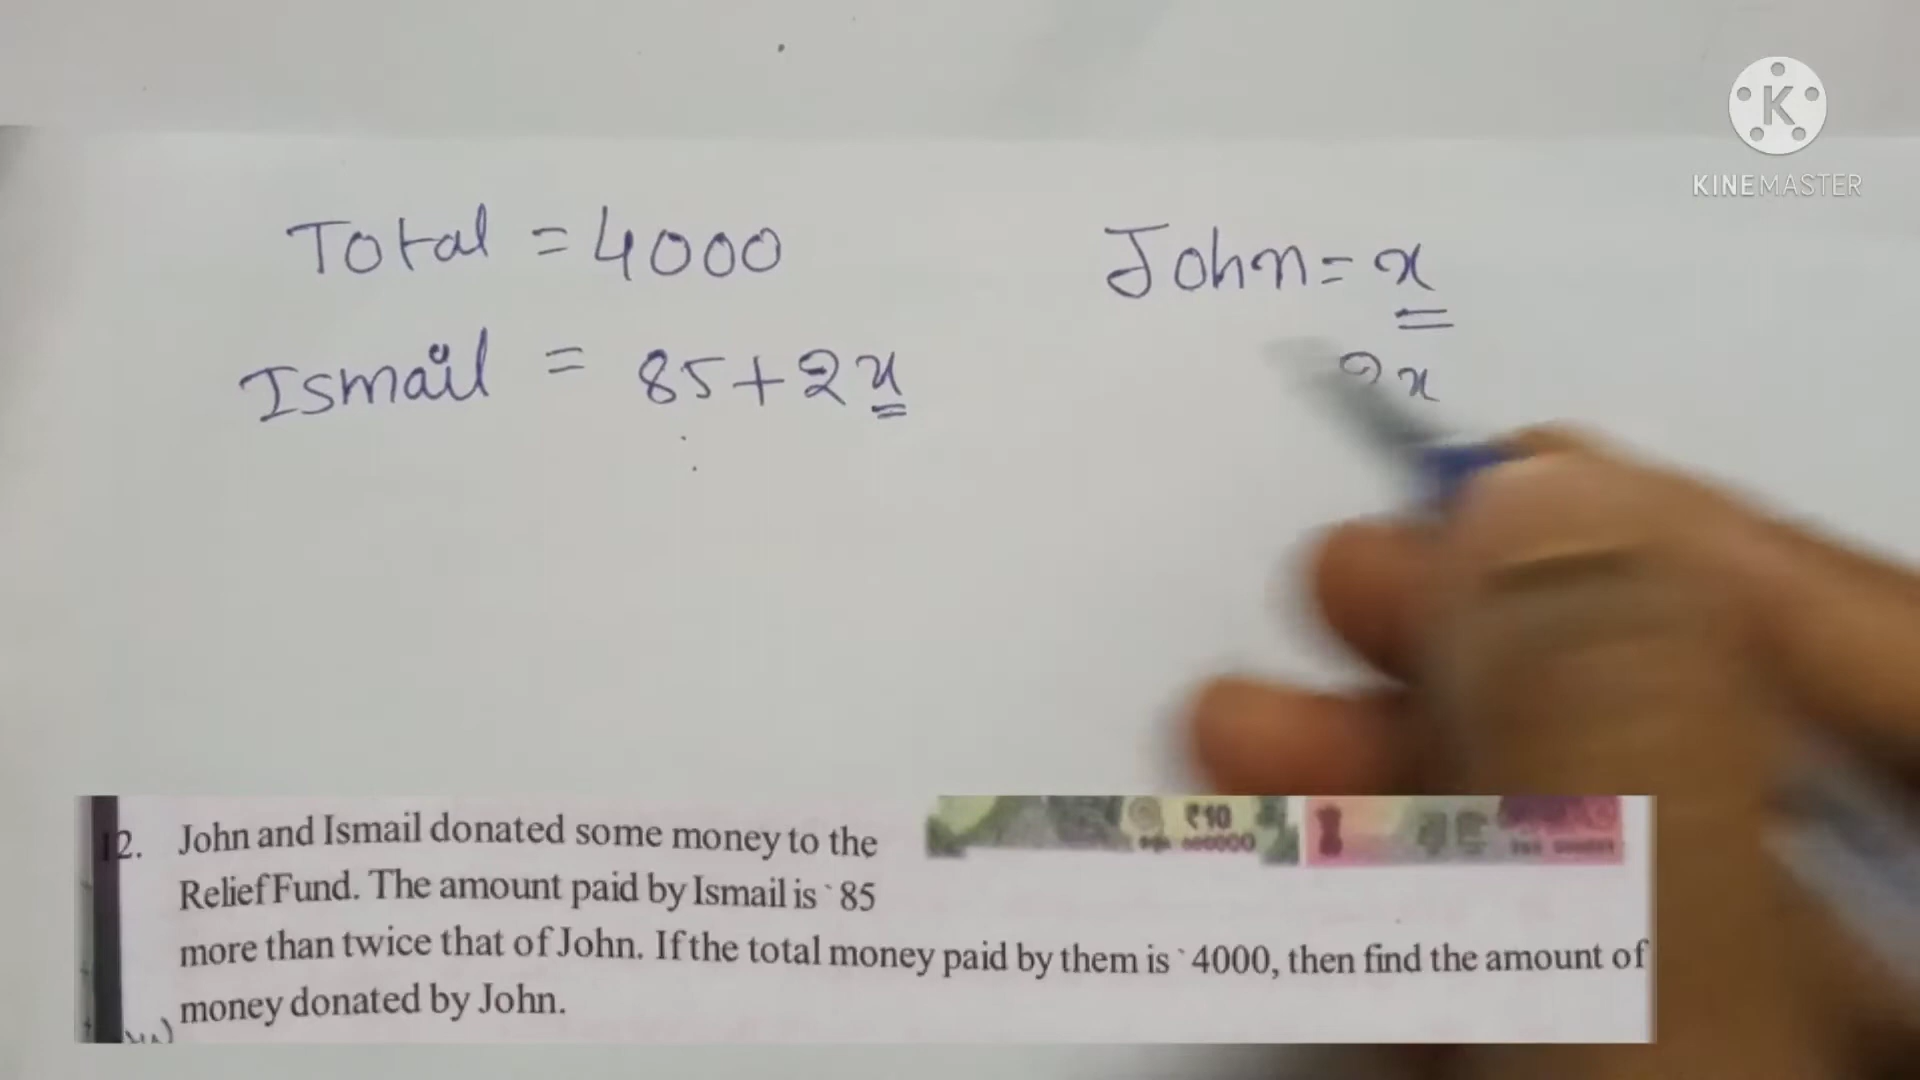 KINEMASTER
Total = 4000
John = x
Ismail = 85+2x
2x
₹10
12. John and Ismail donated some money to the
Relief Fund. The amount paid by Ismail is ` 85
more than twice that of John. If the total money paid by them is ` 4000, then find the amount of
money donated by John.